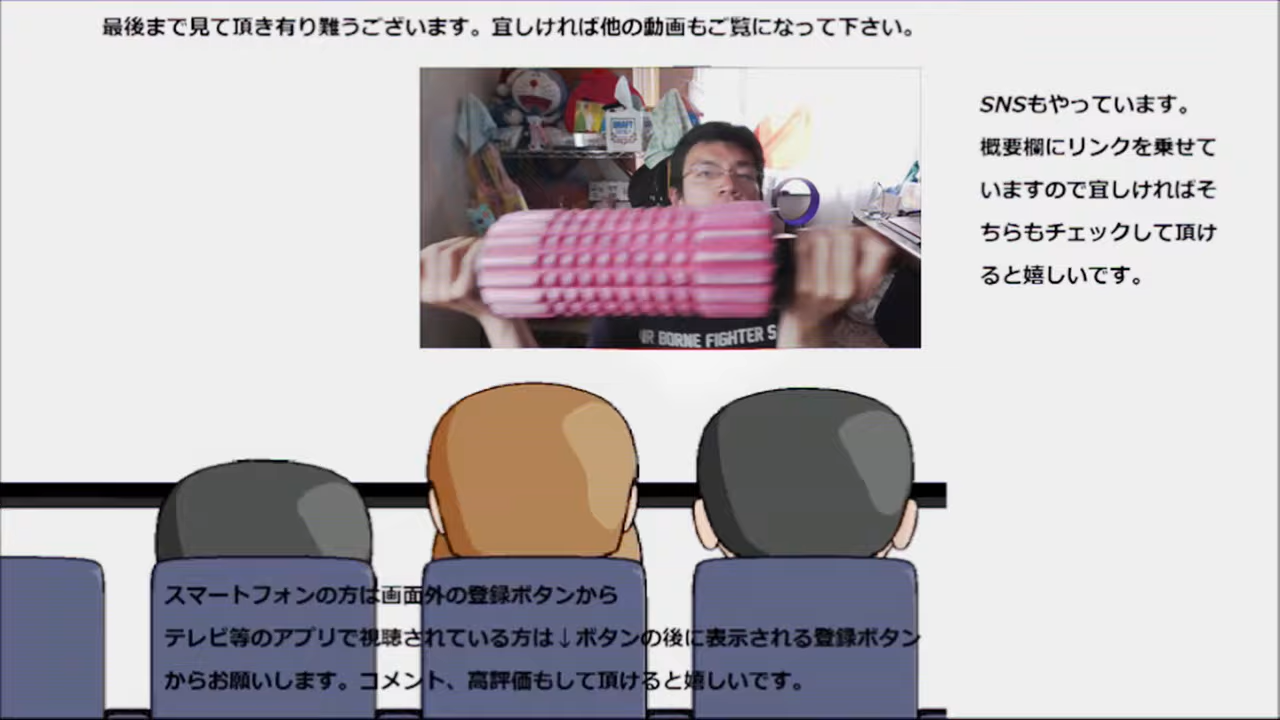 最後まで見て頂き有り難うございます。宜しければ他の動画もご覧になって下さい。
SNSもやっています。
概要欄にリンクを乗せて
いますので宜しければそ
ちらもチェックして頂け
ると嬉しいです。
BORNE FIGHTER S
スマートフォンの方は画面外の登録ボタンから
テレビ等のアプリで視聴されている方は↓ボタンの後に表示される登録ボタン
からお願いします。コメント、高評価もして頂けると嬉しいです。